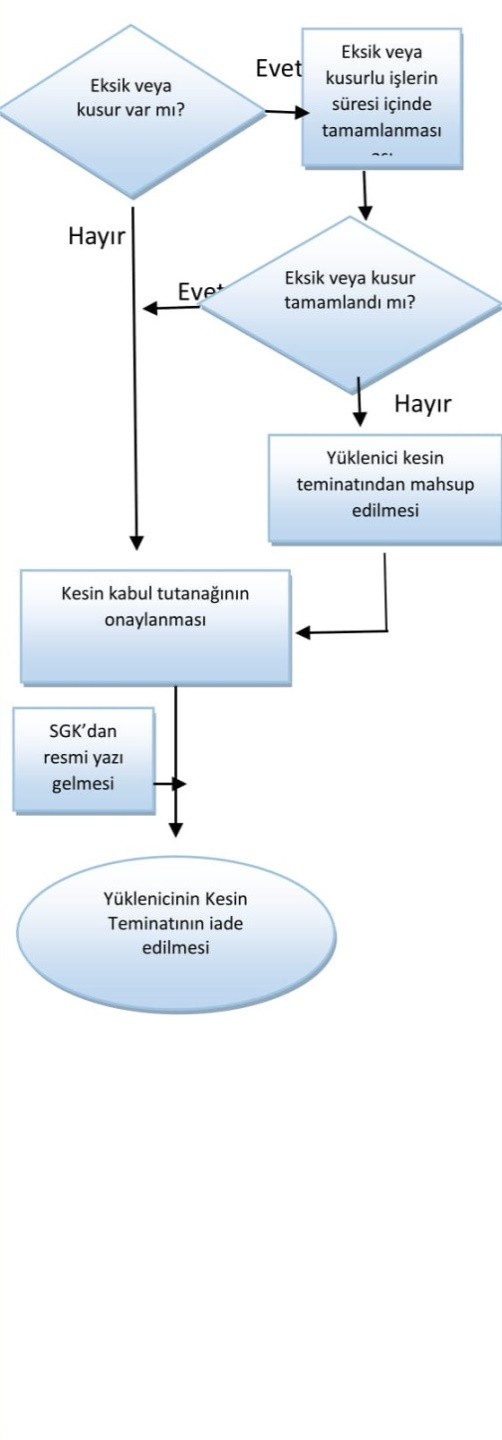 Eksik veya
kusur var mı?
Evet
Eksik veya
kusurlu işlerin
süresi içinde
tamamlanması
Hayır
Evet
Eksik veya kusur
tamamlandı mı?
Hayır
Yüklenici kesin
teminatından mahsup
edilmesi
Kesin kabul tutanağının
onaylanması
SGK’dan
resmi yazı
gelmesi
Yüklenicinin Kesin
Teminatının iade
edilmesi